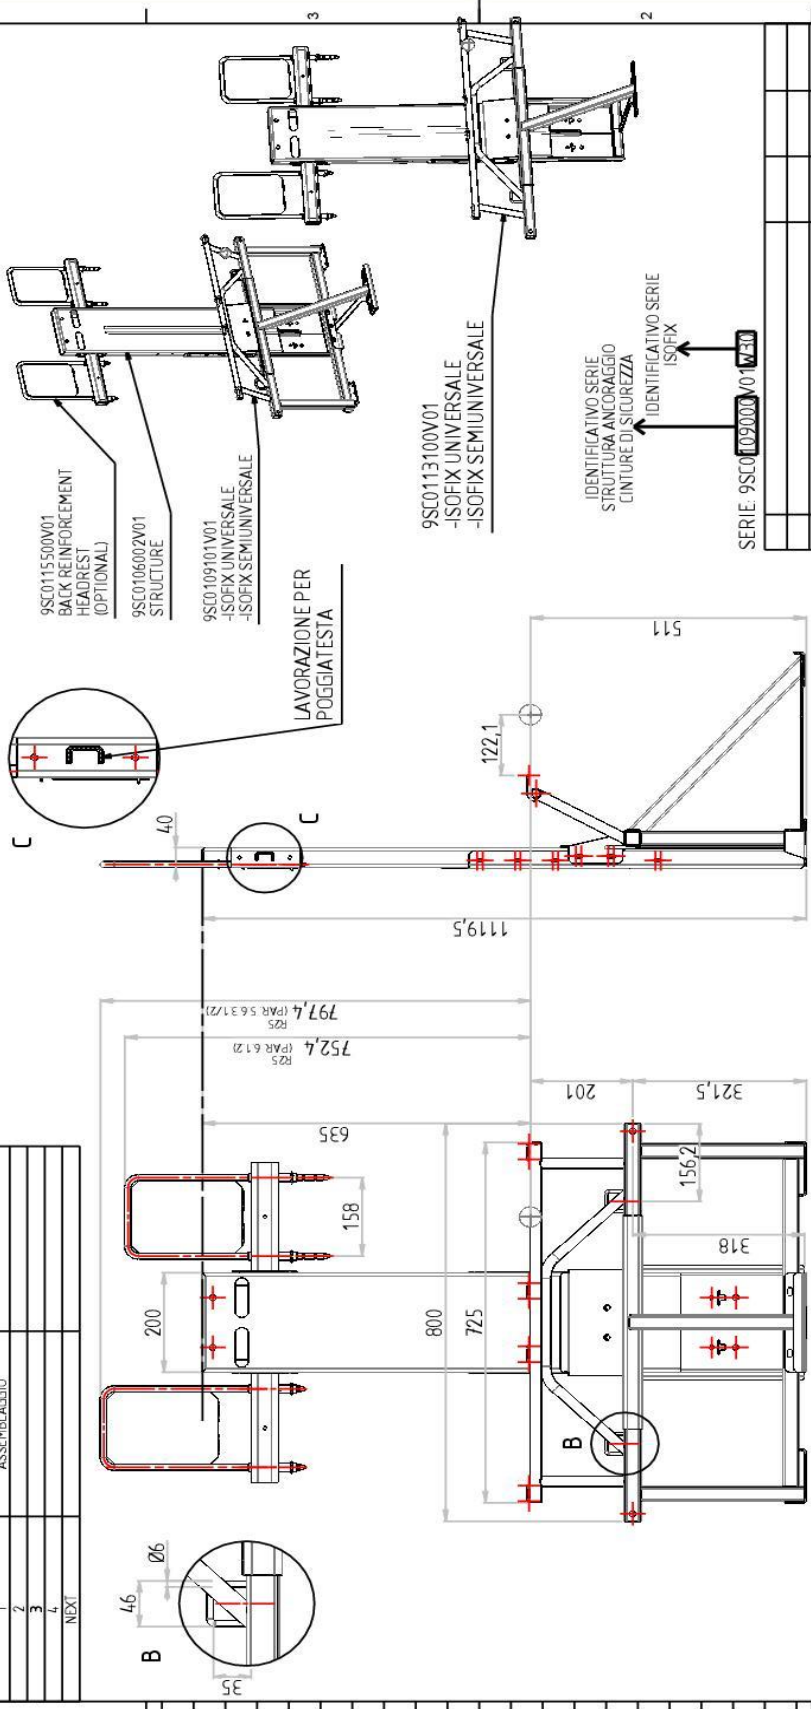 ASSEMBLAGGIO
1
2
3
4
NEXT
3
2
9SC0115500V01
BACK REINFORCEMENT
HEADREST
(OPTIONAL)
9SC0106002V01
STRUCTURE
9SC0109101V01
-ISOFIX UNIVERSALE
-ISOFIX SEMIUNIVERSALE
9SC0113100V01
-ISOFIX UNIVERSALE
-ISOFIX SEMIUNIVERSALE
IDENTIFICATIVO SERIE
STRUTTURA ANCORAGGIO
CINTURE DI SICUREZZA
IDENTIFICATIVO SERIE
ISOFIX
SERIE: 9SC0109000V01W30
C
LAVORAZIONE PER
POGGIATESTA
40
C
122,1
511
1119,5
797,4
R25
(PAR 5.6.3.1/2)
752,4
R25
(PAR 6.1.2)
635
201
321,5
158
200
800
725
156,2
318
B
B
46
Ø6
35